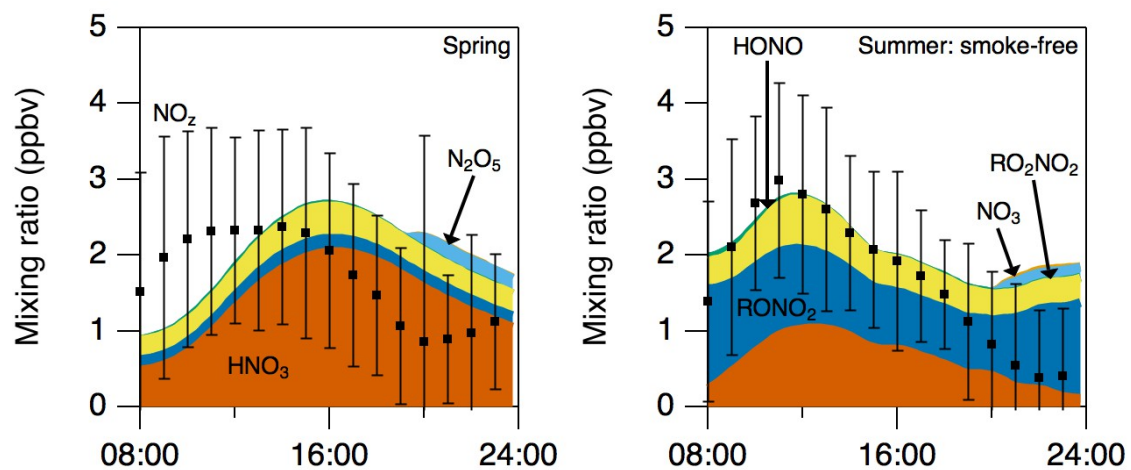 Mixing ratio (ppbv)
5
4
3
2
1
0
Spring
NOz
N2O5
HNO3
08:00 16:00 24:00
Mixing ratio (ppbv)
5
4
3
2
1
0
HONO
Summer: smoke-free
RO2NO2
NO3
RONO2
08:00 16:00 24:00